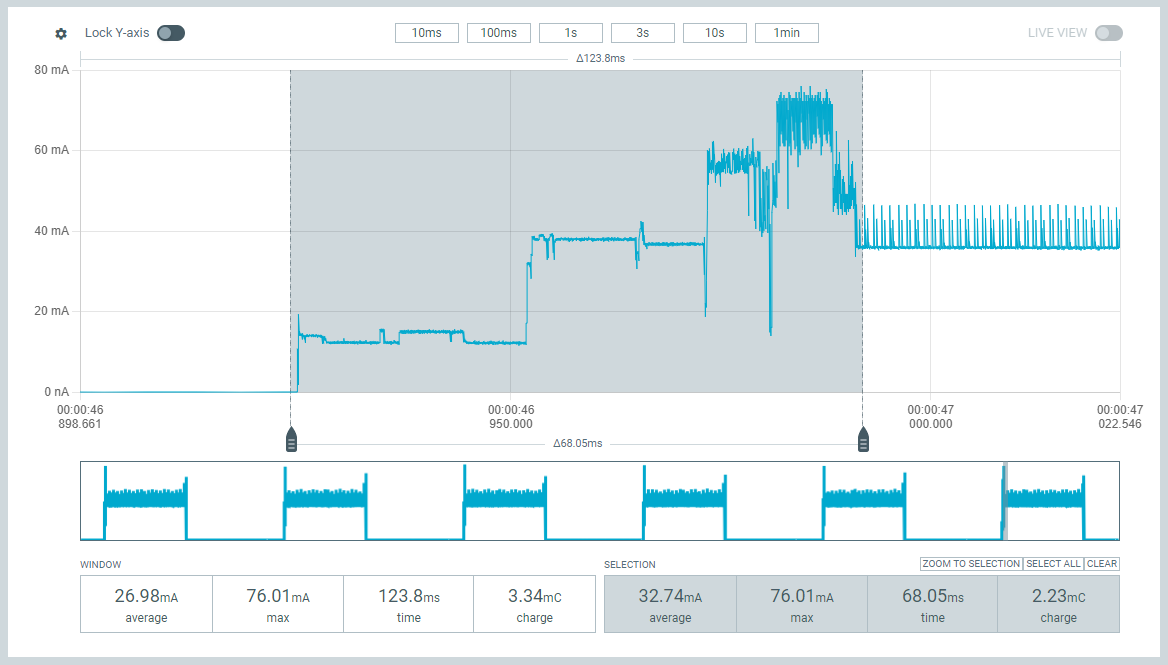 Lock Y-axis
10ms
100ms
1s
3s
10s
1min
LIVE VIEW
Δ123.8ms
80 mA
60 mA
40 mA
20 mA
0 nA
00:00:46
898.661
00:00:46
950.000
00:00:47
000.000
00:00:47
022.546
Δ68.05ms
WINDOW
26.98mA
average
76.01mA
max
123.8ms
time
3.34mC
charge
SELECTION
ZOOM TO SELECTION
SELECT ALL
CLEAR
32.74mA
average
76.01mA
max
68.05ms
time
2.23mC
charge